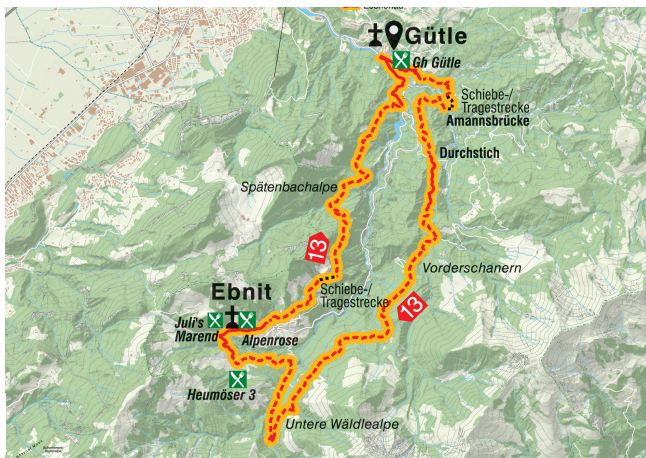 Gütle
Gh Gütle
Schiebe-/
Tragestrecke
Amannsbrücke
Durchstich
Spätenbachalpe
13
Vorderschanern
Schiebe-/
Tragestrecke
Ebnit
13
Juli's
Marend
Alpenrose
Heumöser 3
Untere Wäldlealpe